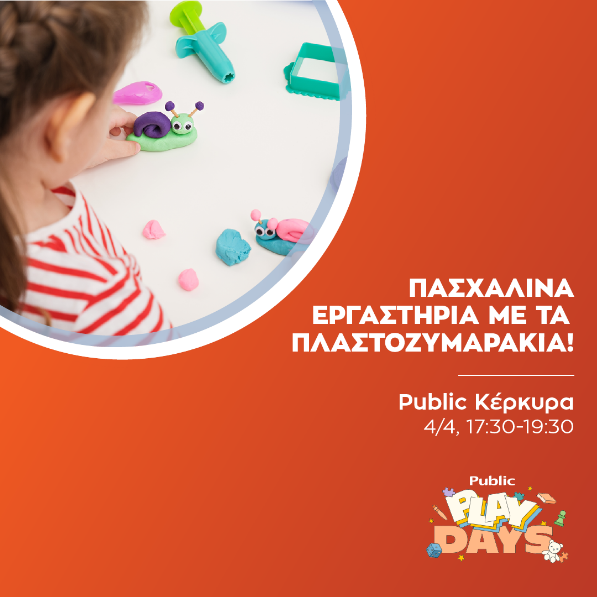 ΠΑΣΧΑΛΙΝΑ
ΕΡΓΑΣΤΗΡΙΑ ΜΕ ΤΑ
ΠΛΑΣΤΟΖΥΜΑΡΑΚΙΑ!
Public Κέρκυρα
4/4, 17:30-19:30
Public
PLAY
DAYS